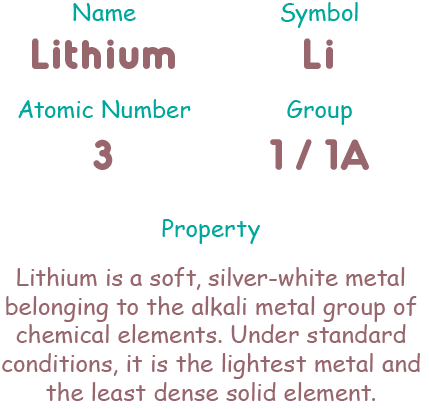 Name Symbol
Lithium Li
Atomic Number Group
3 1 / 1A
Property
Lithium is a soft, silver-white metal
belonging to the alkali metal group of
chemical elements. Under standard
conditions, it is the lightest metal and
the least dense solid element.